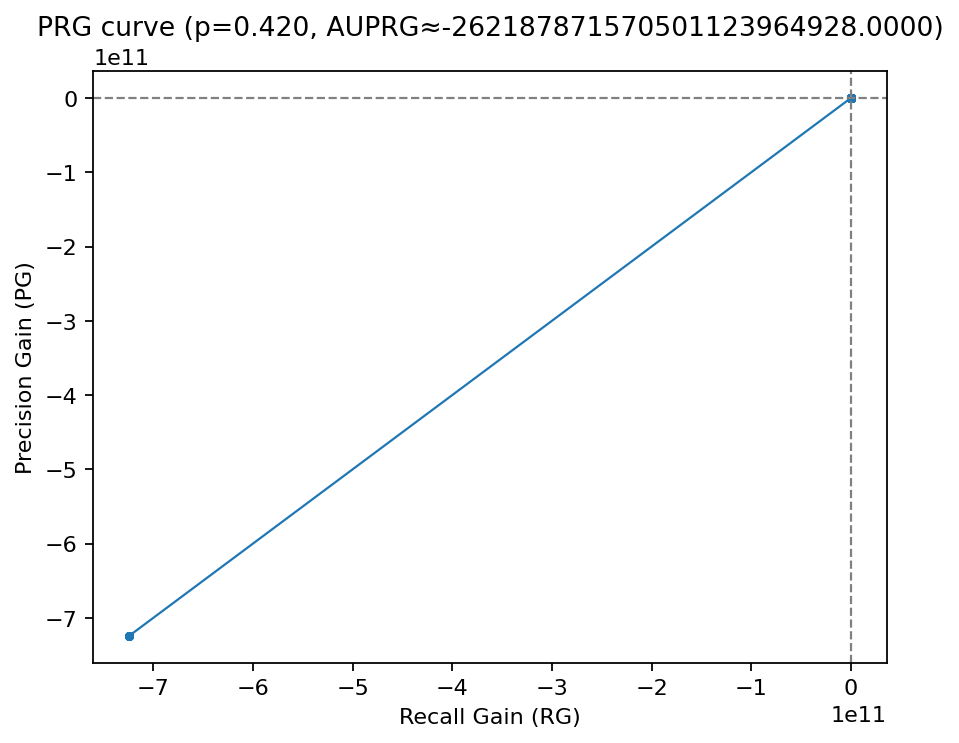 PRG curve (p=0.420, AUPRG≈-262187871570501123964928.0000)
1e11
0
−1
−2
−3
−4
−5
−6
−7
Precision Gain (PG)
−7 −6 −5 −4 −3 −2 −1 0
1e11
Recall Gain (RG)